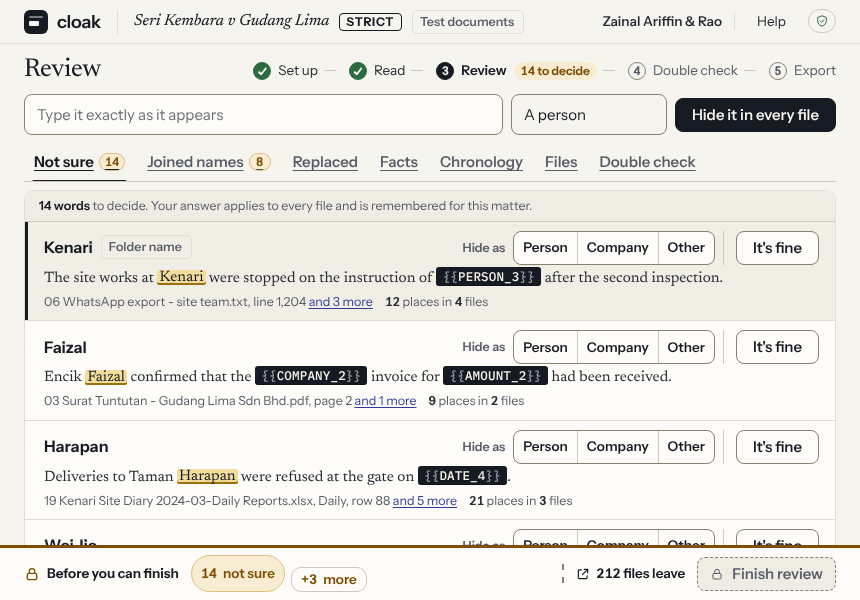 cloak Seri Kembara v Gudang Lima STRICT Test documents Zainal Ariffin & Rao Help
Review Set up Read 3 Review 14 to decide 4 Double check 5 Export
Type it exactly as it appears A person Hide it in every file
Not sure 14 Joined names 8 Replaced Facts Chronology Files Double check
14 words to decide. Your answer applies to every file and is remembered for this matter.
Kenari Folder name Hide as Person Company Other It's fine
The site works at Kenari were stopped on the instruction of {{PERSON_3}} after the second inspection.
06 WhatsApp export - site team.txt, line 1,204 and 3 more 12 places in 4 files
Faizal Hide as Person Company Other It's fine
Encik Faizal confirmed that the {{COMPANY_2}} invoice for {{AMOUNT_2}} had been received.
03 Surat Tuntutan - Gudang Lima Sdn Bhd.pdf, page 2 and 1 more 9 places in 2 files
Harapan Hide as Person Company Other It's fine
Deliveries to Taman Harapan were refused at the gate on {{DATE_4}}.
19 Kenari Site Diary 2024-03-Daily Reports.xlsx, Daily, row 88 and 5 more 21 places in 3 files
Hide as Person Company Other It's fine
Before you can finish 14 not sure +3 more 212 files leave Finish review